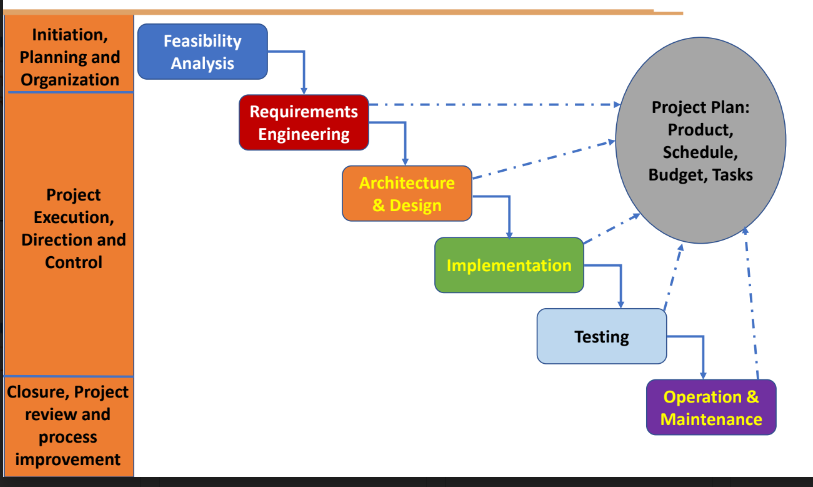 Initiation,
Planning and
Organization
Feasibility
Analysis
Requirements
Engineering
Project Plan:
Product,
Schedule,
Budget, Tasks
Architecture
& Design
Project
Execution,
Direction and
Control
Implementation
Testing
Closure, Project
review and
process
improvement
Operation &
Maintenance